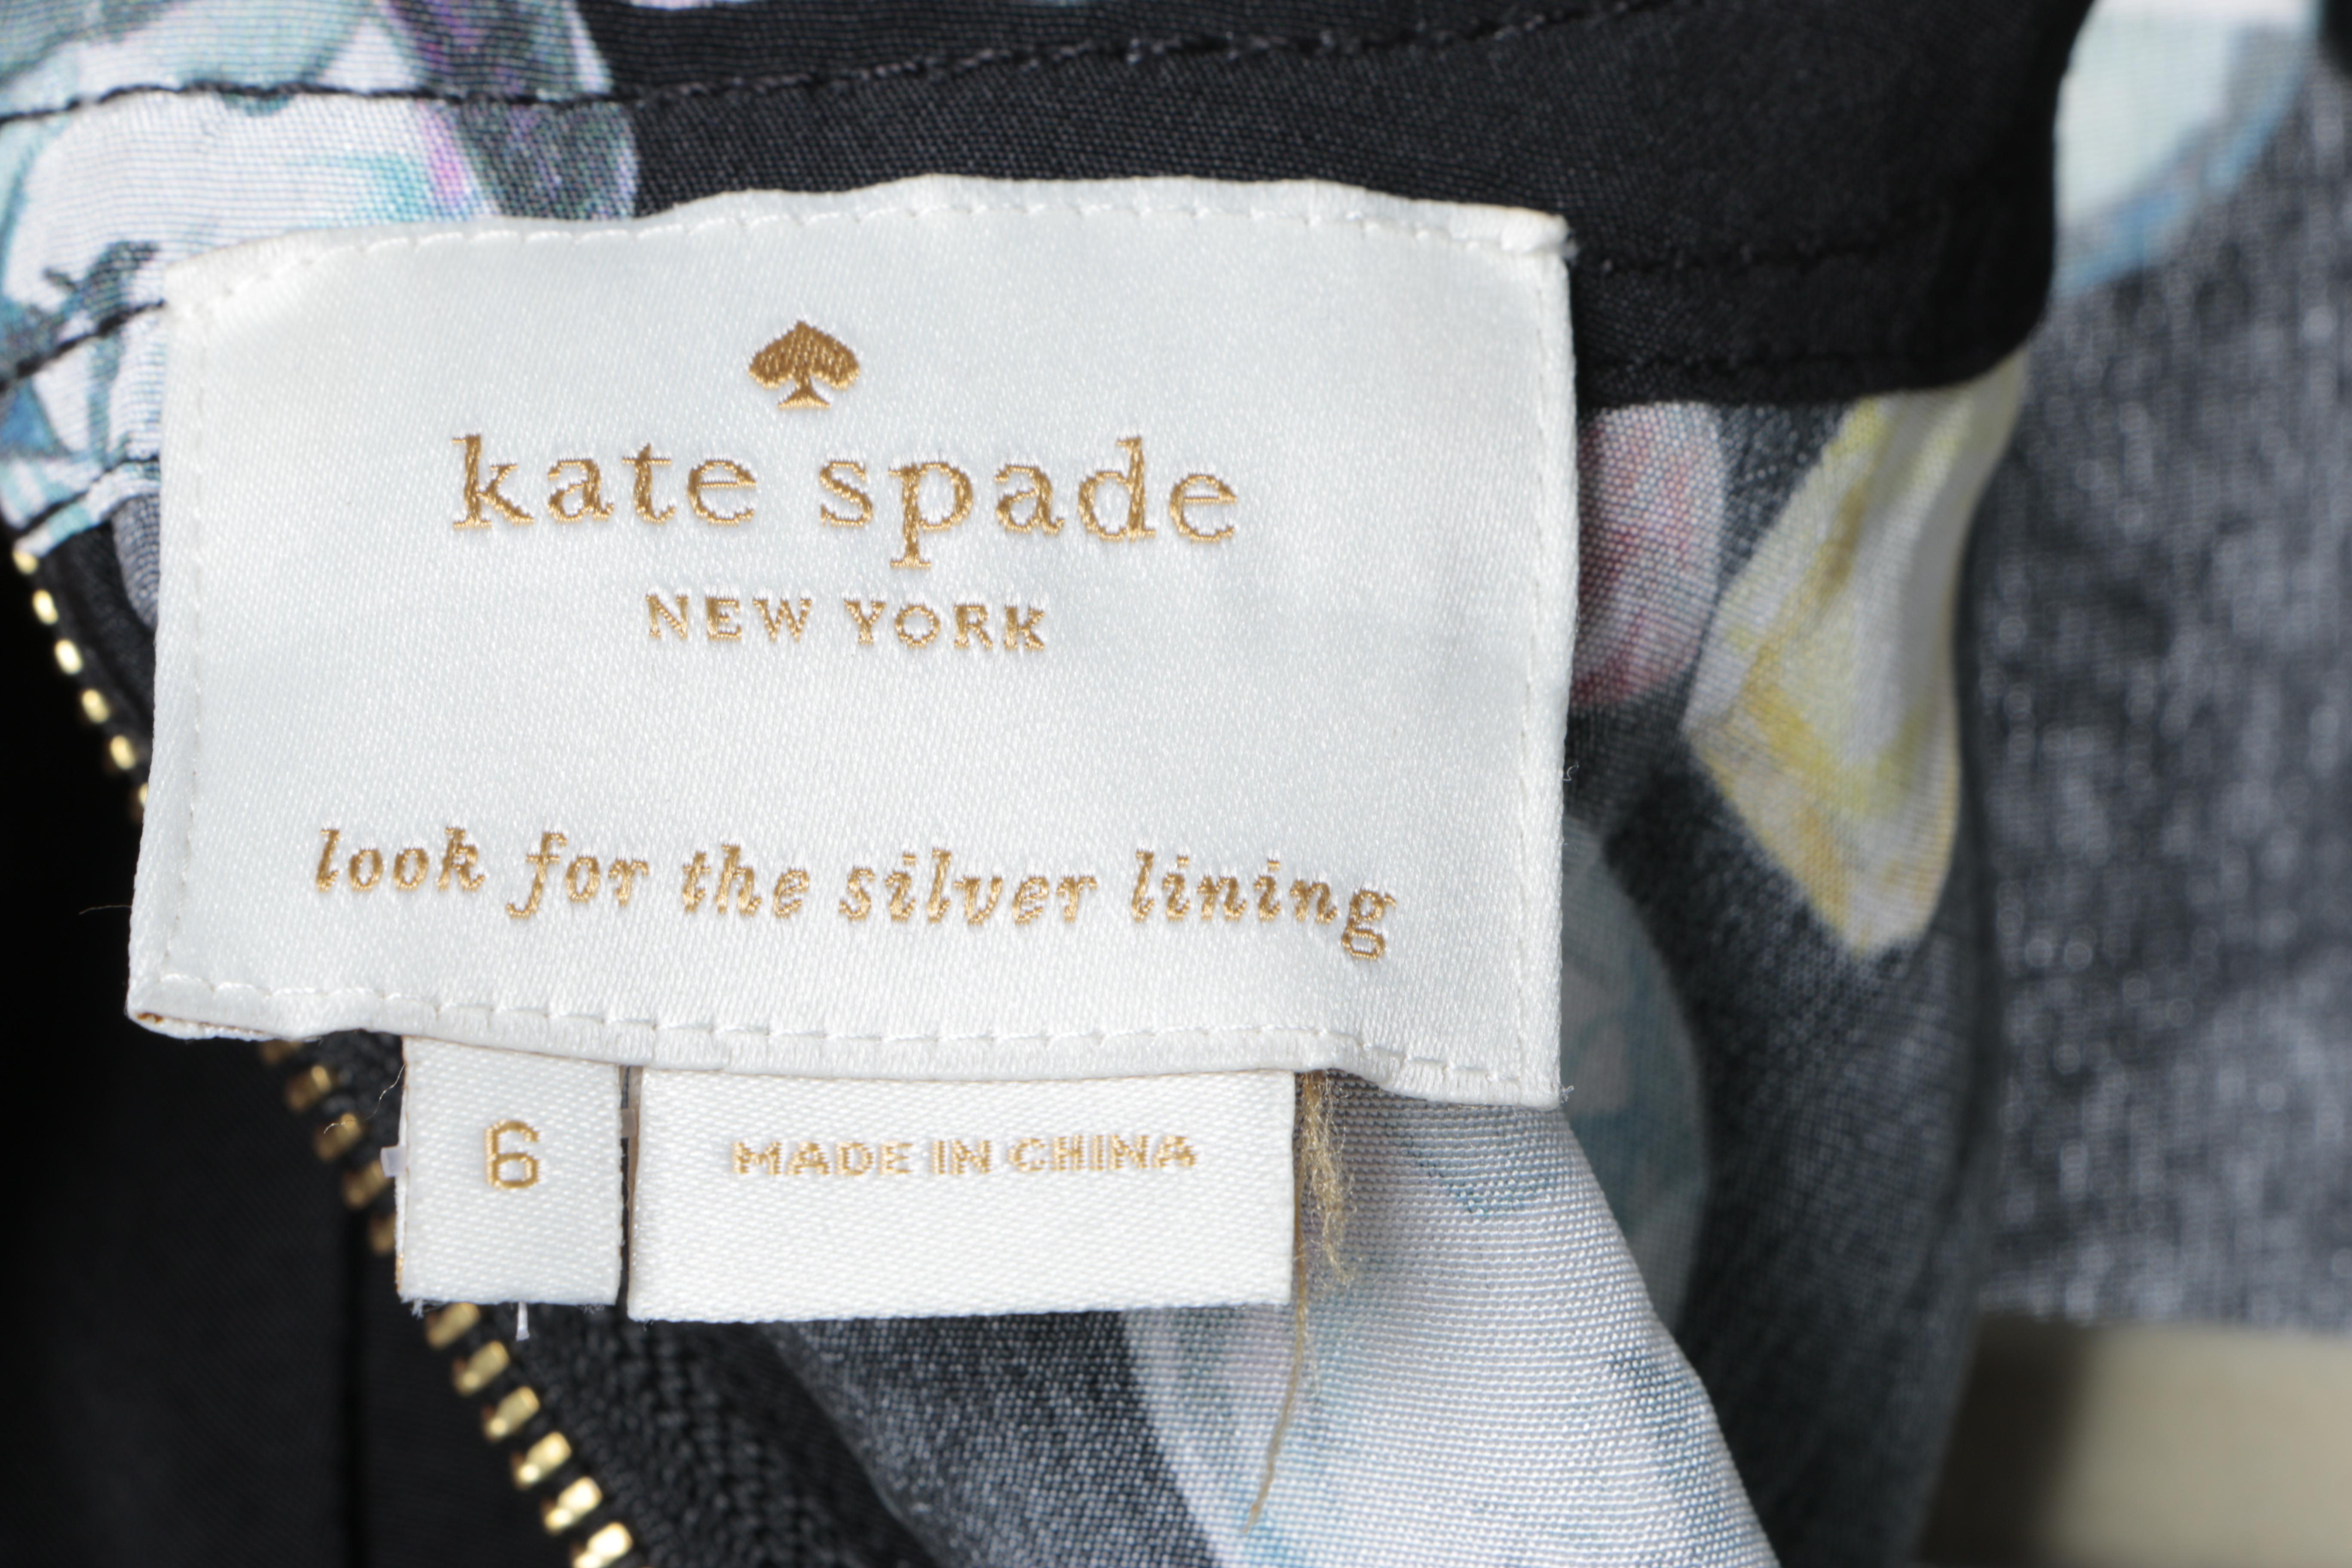 kate spade
NEW YORK
look for the silver lining
6
MADE IN CHINA